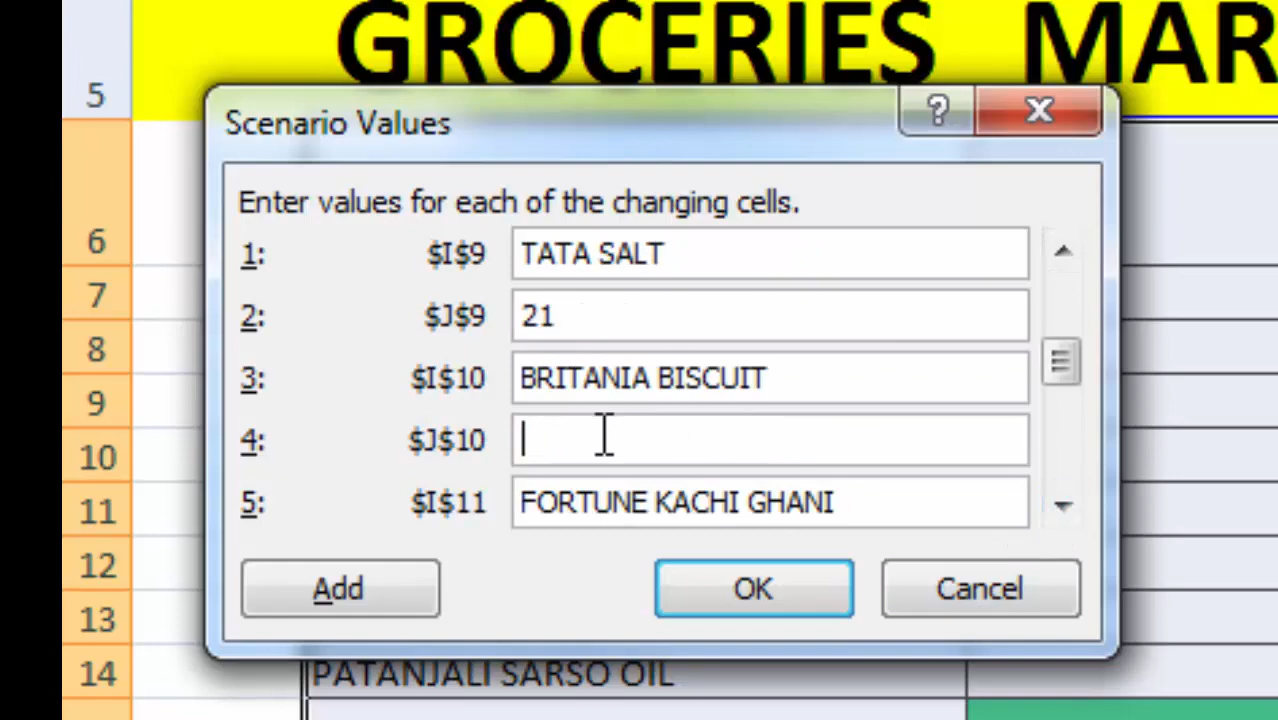 GROCERIES MAR
5
Scenario Values
?
Enter values for each of the changing cells.
6
1: $I$9 TATA SALT
7
2: $J$9 21
8
3: $I$10 BRITANIA BISCUIT
9
4: $J$10
10
5: $I$11 FORTUNE KACHI GHANI
11
12
Add OK Cancel
13
14 PATANJALI SARSO OIL